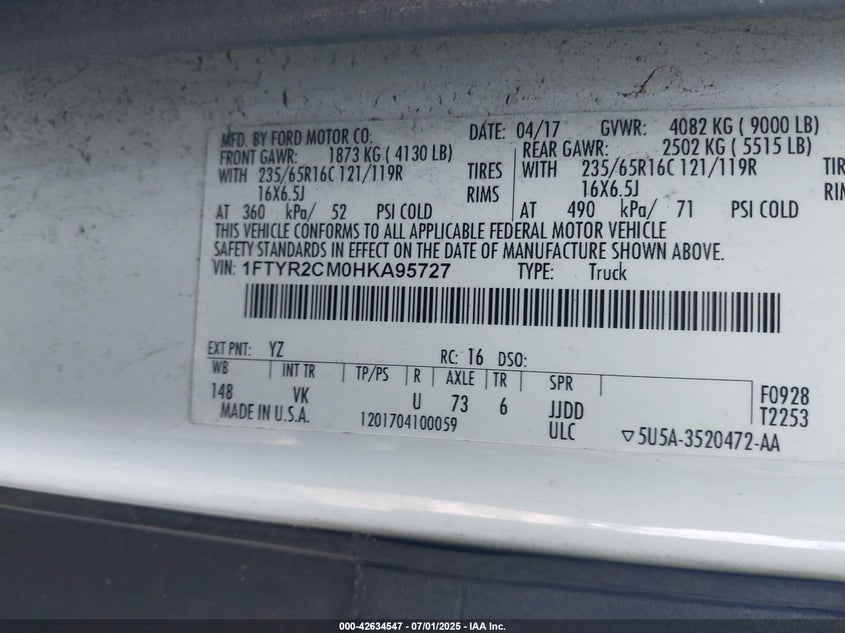 MFD. BY FORD MOTOR CO. DATE: 04/17 GVWR: 4082 KG ( 9000 LB)
FRONT GAWR: 1873 KG ( 4130 LB) REAR GAWR: 2502 KG ( 5515 LB)
WITH 235/65R16C 121/119R TIRES WITH 235/65R16C 121/119R
16X6.5J RIMS 16X6.5J
AT 360 kPa/ 52 PSI COLD AT 490 kPa/ 71 PSI COLD
THIS VEHICLE CONFORMS TO ALL APPLICABLE FEDERAL MOTOR VEHICLE
SAFETY STANDARDS IN EFFECT ON THE DATE OF MANUFACTURE SHOWN ABOVE.
VIN: 1FTYR2CM0HKA95727 TYPE: Truck
EXT PNT: YZ RC: 16 DSO:
WB INT TR TP/PS R AXLE TR SPR
148 VK U 73 6 JJDD F0928
MADE IN U.S.A. 1201704100059 ULC T2253
▽5U5A-3520472-AA
000-42634547 - 07/01/2025 - IAA Inc.